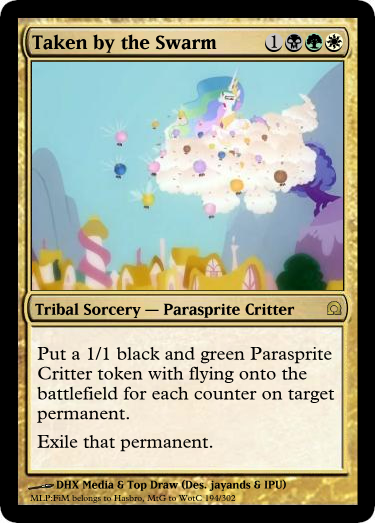 Taken by the Swarm 1
Tribal Sorcery — Parasprite Critter
Put a 1/1 black and green Parasprite
Critter token with flying onto the
battlefield for each counter on target
permanent.
Exile that permanent.
DHX Media & Top Draw (Des. jayands & IPU)
MLP:FiM belongs to Hasbro, MtG to WotC 194/302